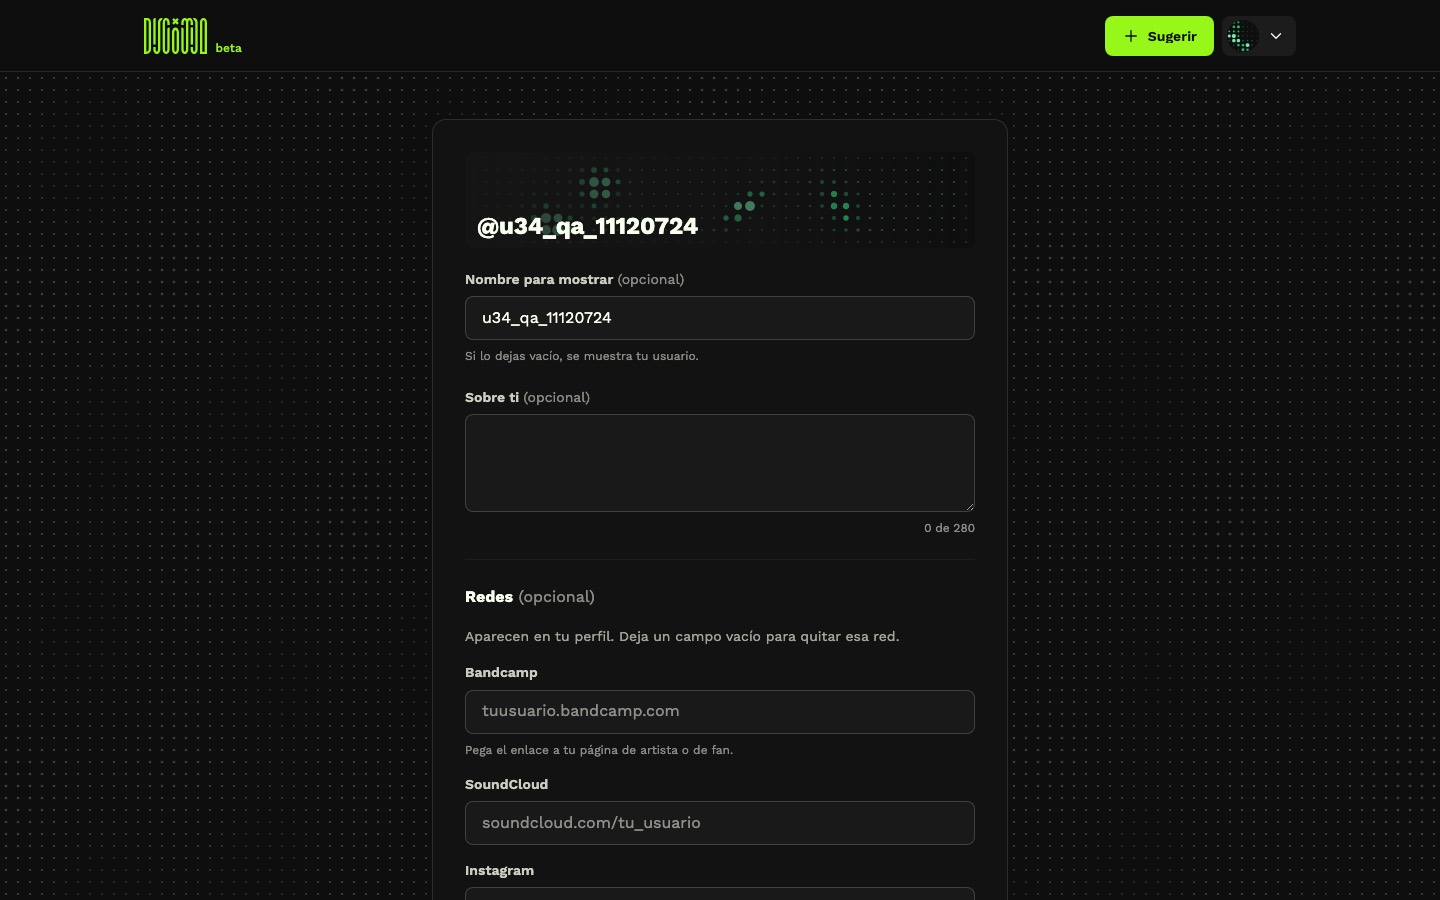 beta
Sugerir
@u34_qa_11120724
Nombre para mostrar (opcional)
u34_qa_11120724
Si lo dejas vacío, se muestra tu usuario.
Sobre ti (opcional)
0 de 280
Redes (opcional)
Aparecen en tu perfil. Deja un campo vacío para quitar esa red.
Bandcamp
tuusuario.bandcamp.com
Pega el enlace a tu página de artista o de fan.
SoundCloud
soundcloud.com/tu_usuario
Instagram